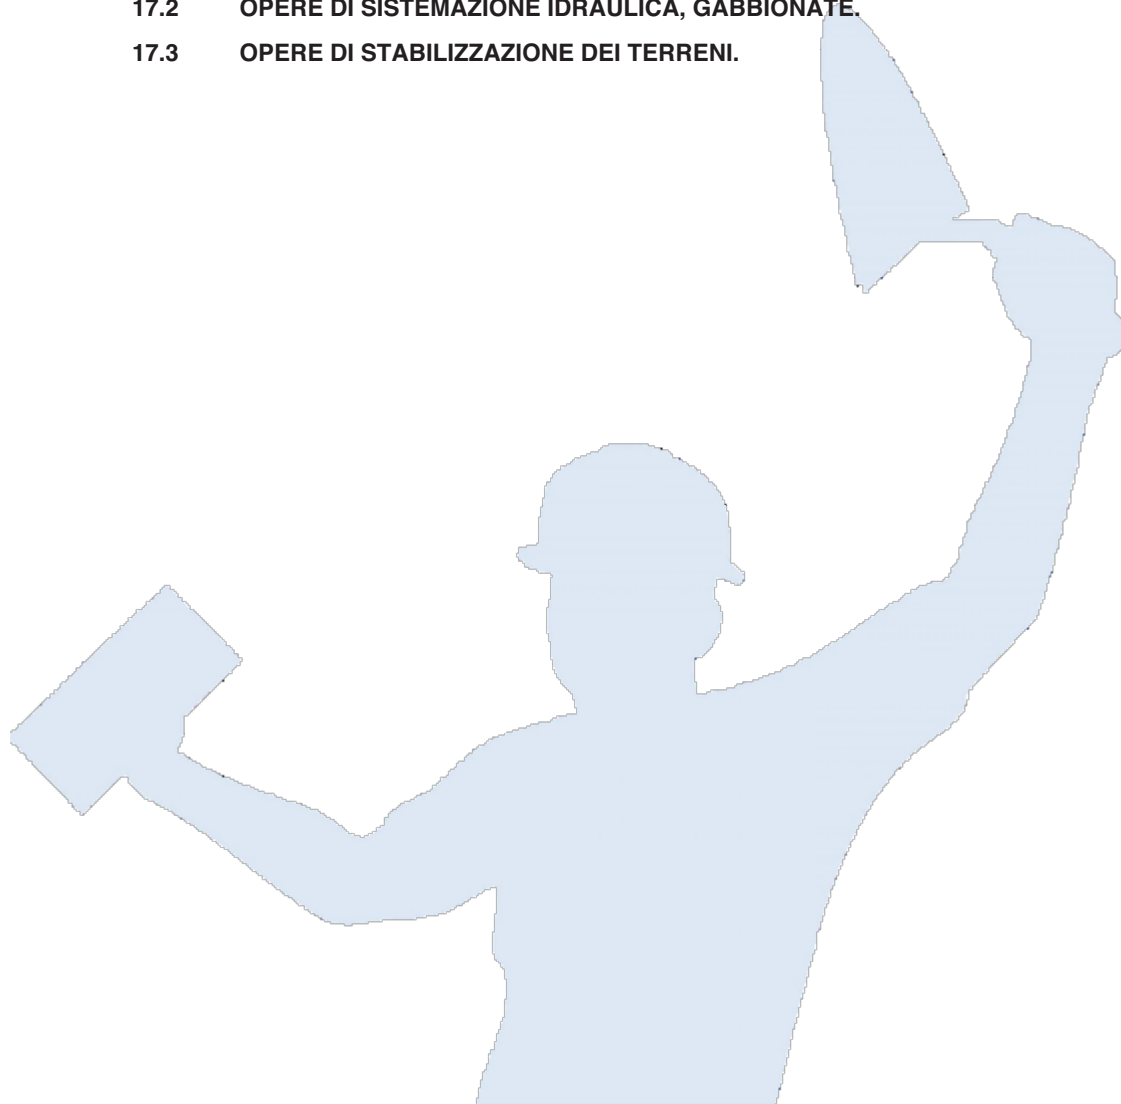 17.2 OPERE DI SISTEMAZIONE IDRAULICA, GABBIONATE.
17.3 OPERE DI STABILIZZAZIONE DEI TERRENI.